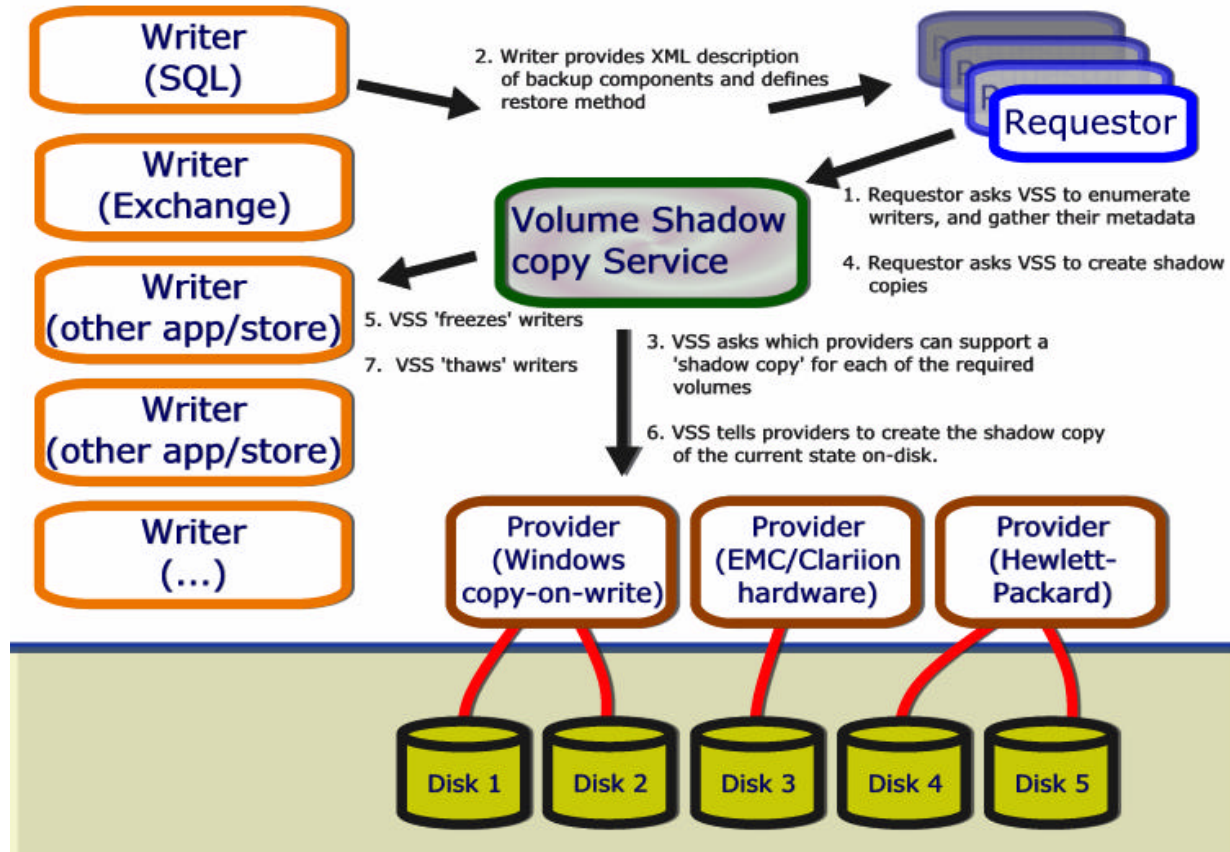 Writer
(SQL)
2. Writer provides XML description
of backup components and defines
restore method
Requestor
Writer
(Exchange)
Volume Shadow
copy Service
1. Requestor asks VSS to enumerate
writers, and gather their metadata
4. Requestor asks VSS to create shadow
copies
Writer
(other app/store)
5. VSS 'freezes' writers
7. VSS 'thaws' writers
3. VSS asks which providers can support a
'shadow copy' for each of the required
volumes
6. VSS tells providers to create the shadow copy
of the current state on-disk.
Writer
(other app/store)
Writer
(...)
Provider
(Windows
copy-on-write)
Provider
(EMC/Clariion
hardware)
Provider
(Hewlett-
Packard)
Disk 1
Disk 2
Disk 3
Disk 4
Disk 5